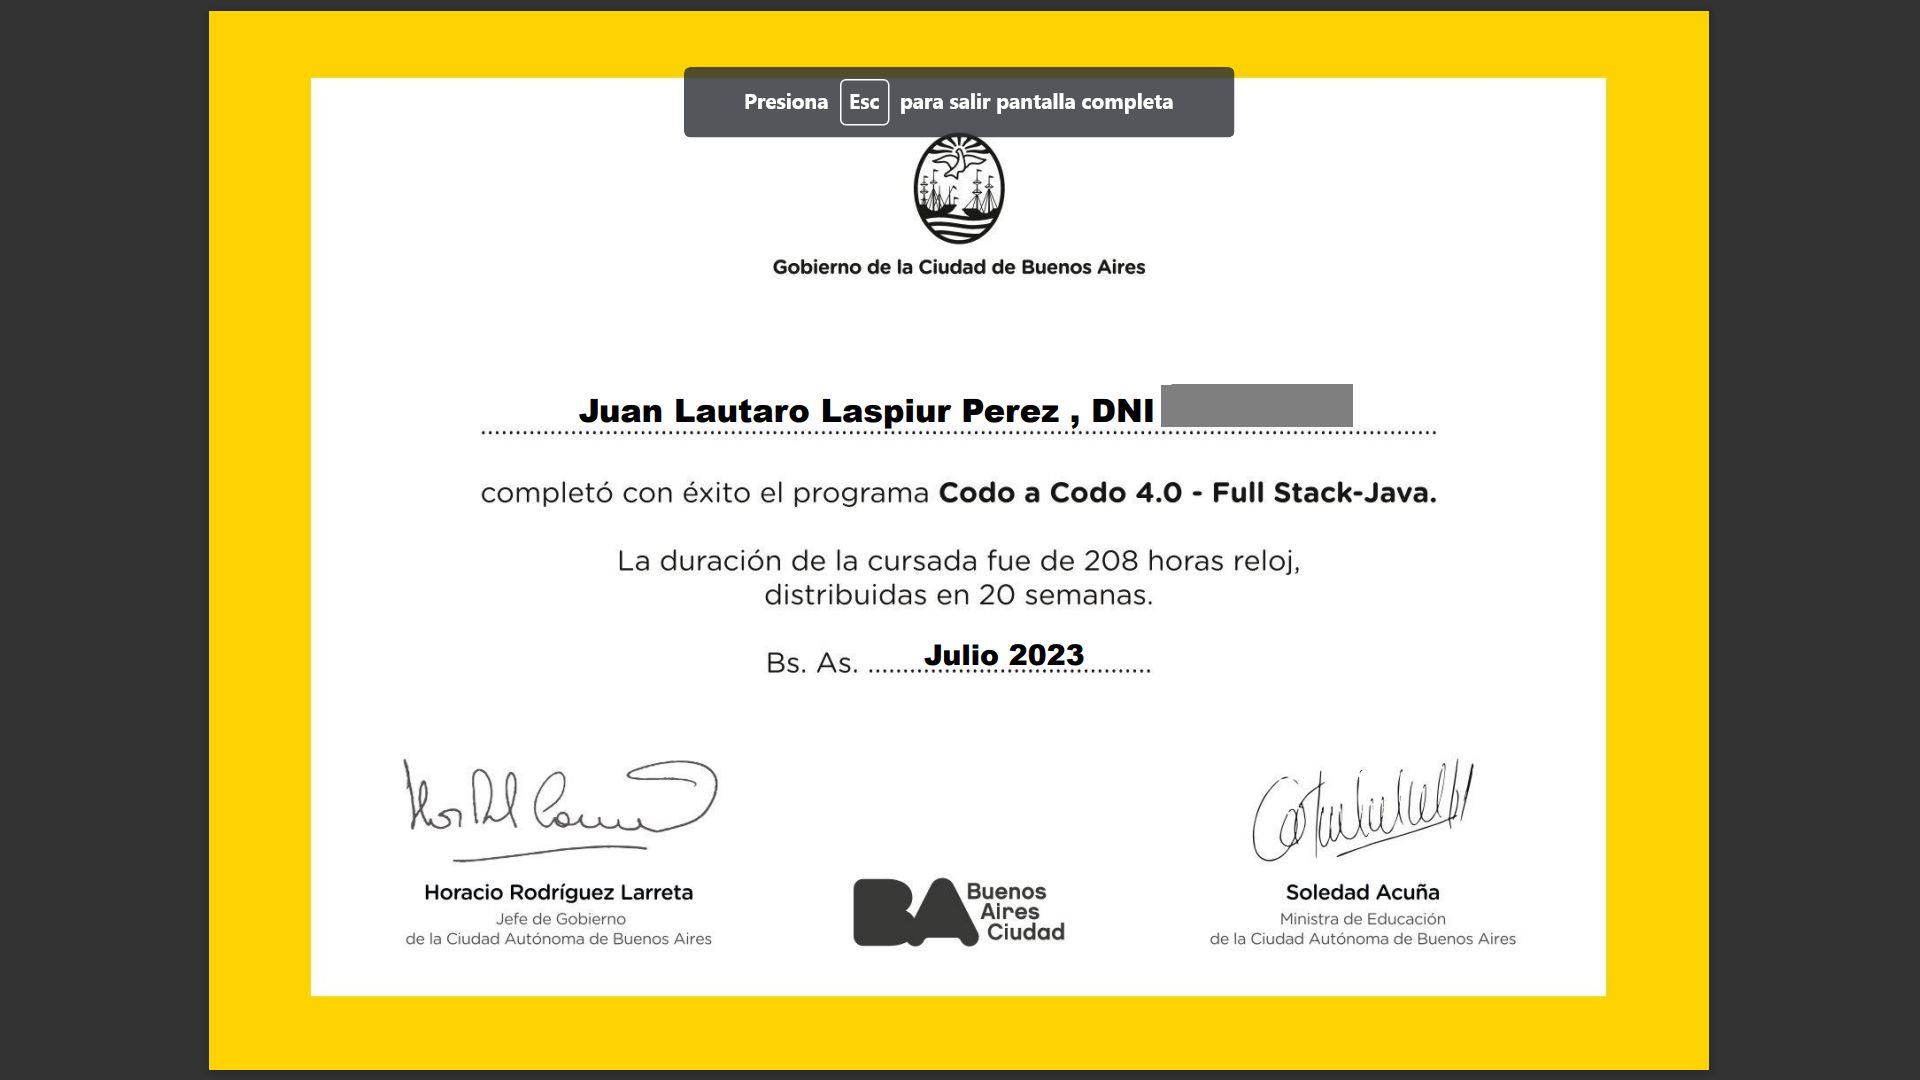 Presiona Esc para salir pantalla completa
Gobierno de la Ciudad de Buenos Aires
Juan Lautaro Laspiur Perez , DNI
completó con éxito el programa Codo a Codo 4.0 - Full Stack-Java.
La duración de la cursada fue de 208 horas reloj,
distribuidas en 20 semanas.
Bs. As. Julio 2023
Horacio Rodríguez Larreta
Jefe de Gobierno
de la Ciudad Autónoma de Buenos Aires
BA
Buenos
Aires
Ciudad
Soledad Acuña
Ministra de Educación
de la Ciudad Autónoma de Buenos Aires